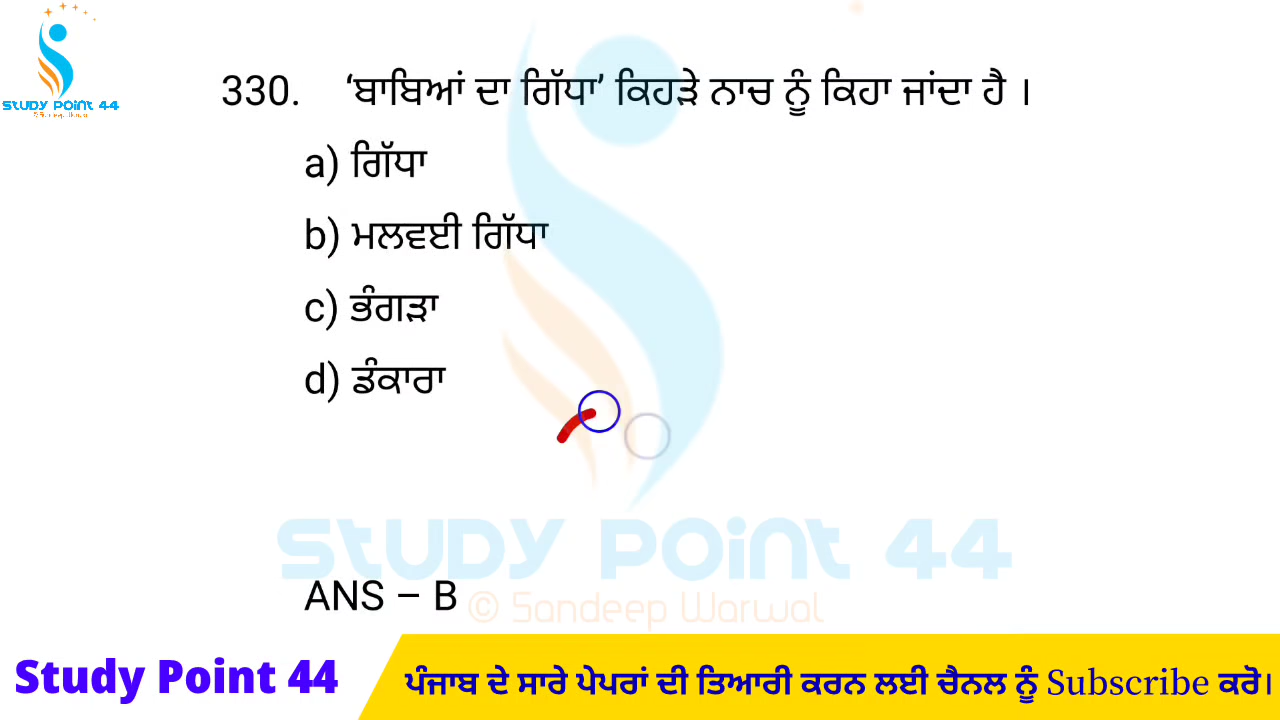 STUDY POINT 44
330. ‘ਬਾਬਿਆਂ ਦਾ ਗਿੱਧਾ’ ਕਿਹੜੇ ਨਾਚ ਨੂੰ ਕਿਹਾ ਜਾਂਦਾ ਹੈ ।
a) ਗਿੱਧਾ
b) ਮਲਵਈ ਗਿੱਧਾ
c) ਭੰਗੜਾ
d) ਡੰਕਾਰਾ
STUDY POINT 44
ANS – B
© Sandeep Warwal
Study Point 44
ਪੰਜਾਬ ਦੇ ਸਾਰੇ ਪੇਪਰਾਂ ਦੀ ਤਿਆਰੀ ਕਰਨ ਲਈ ਚੈਨਲ ਨੂੰ Subscribe ਕਰੋ।